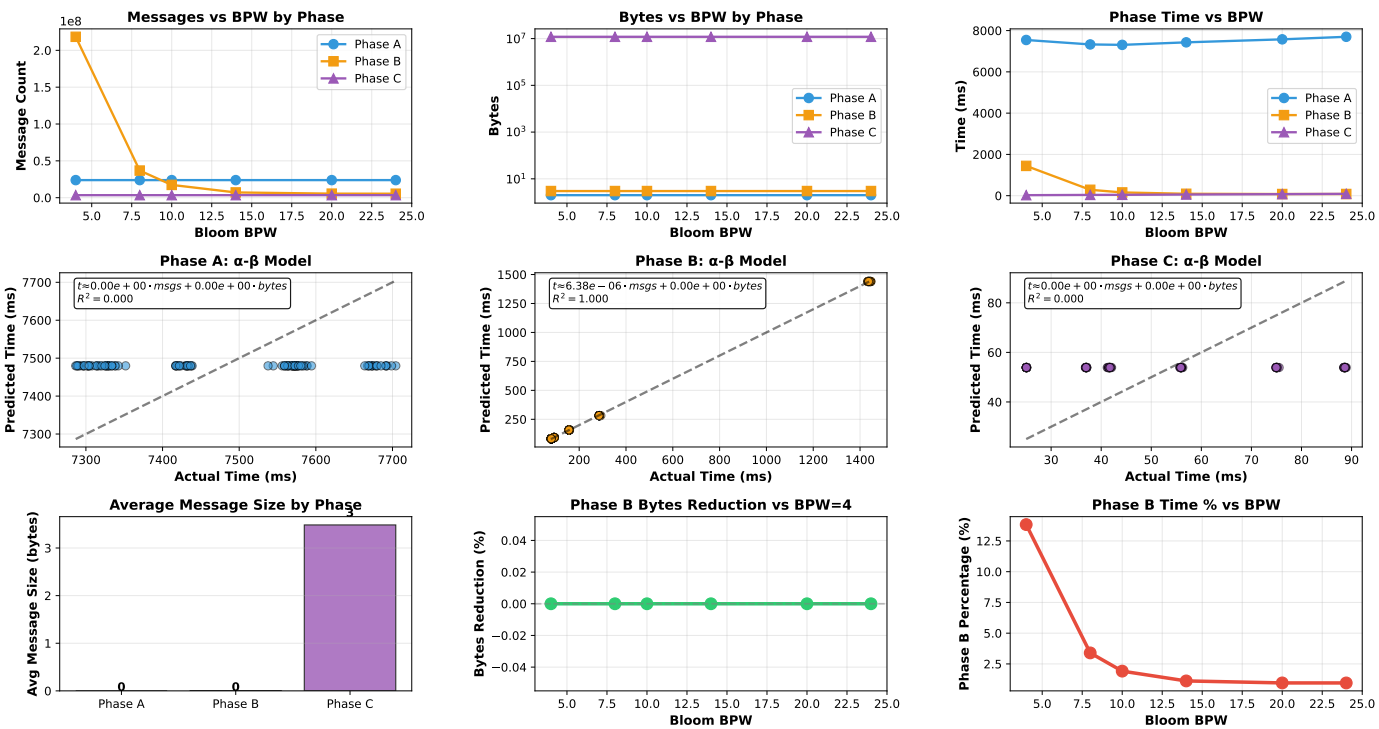 Messages vs BPW by Phase
1e8
Message Count
2.0
1.5
1.0
0.5
0.0
Phase A
Phase B
Phase C
5.0 7.5 10.0 12.5 15.0 17.5 20.0 22.5 25.0
Bloom BPW
Bytes vs BPW by Phase
Bytes
10⁷
10⁵
10³
10¹
Phase A
Phase B
Phase C
5.0 7.5 10.0 12.5 15.0 17.5 20.0 22.5 25.0
Bloom BPW
Phase Time vs BPW
Time (ms)
8000
6000
4000
2000
0
Phase A
Phase B
Phase C
5.0 7.5 10.0 12.5 15.0 17.5 20.0 22.5 25.0
Bloom BPW
Phase A: α-β Model
Predicted Time (ms)
7700
7600
7500
7400
7300
t≈0.00e + 00 • msgs + 0.00e + 00 • bytes
R² = 0.000
7300 7400 7500 7600 7700
Actual Time (ms)
Phase B: α-β Model
Predicted Time (ms)
1500
1250
1000
750
500
250
t≈6.38e − 06 • msgs + 0.00e + 00 • bytes
R² = 1.000
200 400 600 800 1000 1200 1400
Actual Time (ms)
Phase C: α-β Model
Predicted Time (ms)
80
60
40
t≈0.00e + 00 • msgs + 0.00e + 00 • bytes
R² = 0.000
30 40 50 60 70 80 90
Actual Time (ms)
Average Message Size by Phase
Avg Message Size (bytes)
3
2
1
0
0
0
3
Phase A Phase B Phase C
Phase B Bytes Reduction vs BPW=4
Bytes Reduction (%)
0.04
0.02
0.00
−0.02
−0.04
5.0 7.5 10.0 12.5 15.0 17.5 20.0 22.5 25.0
Bloom BPW
Phase B Time % vs BPW
Phase B Percentage (%)
12.5
10.0
7.5
5.0
2.5
5.0 7.5 10.0 12.5 15.0 17.5 20.0 22.5 25.0
Bloom BPW